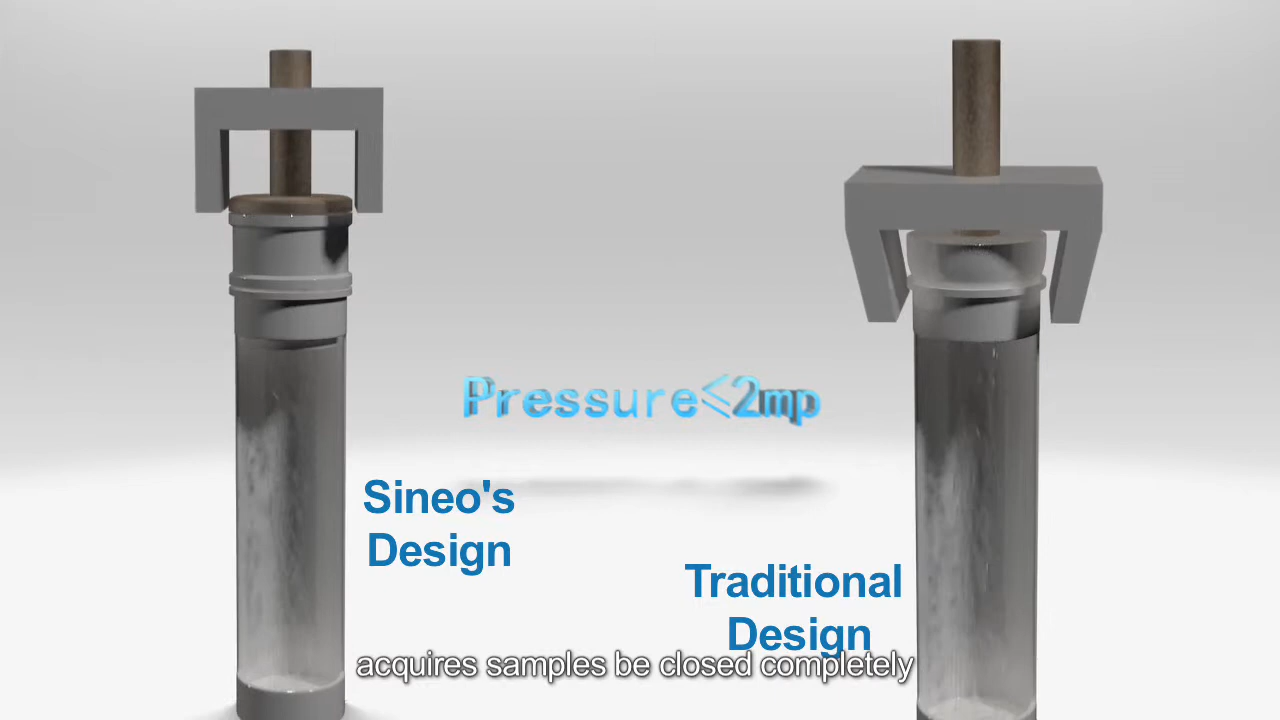 Pressure≤2mp
Sineo's
Design
Traditional
Design
acquires samples be closed completely